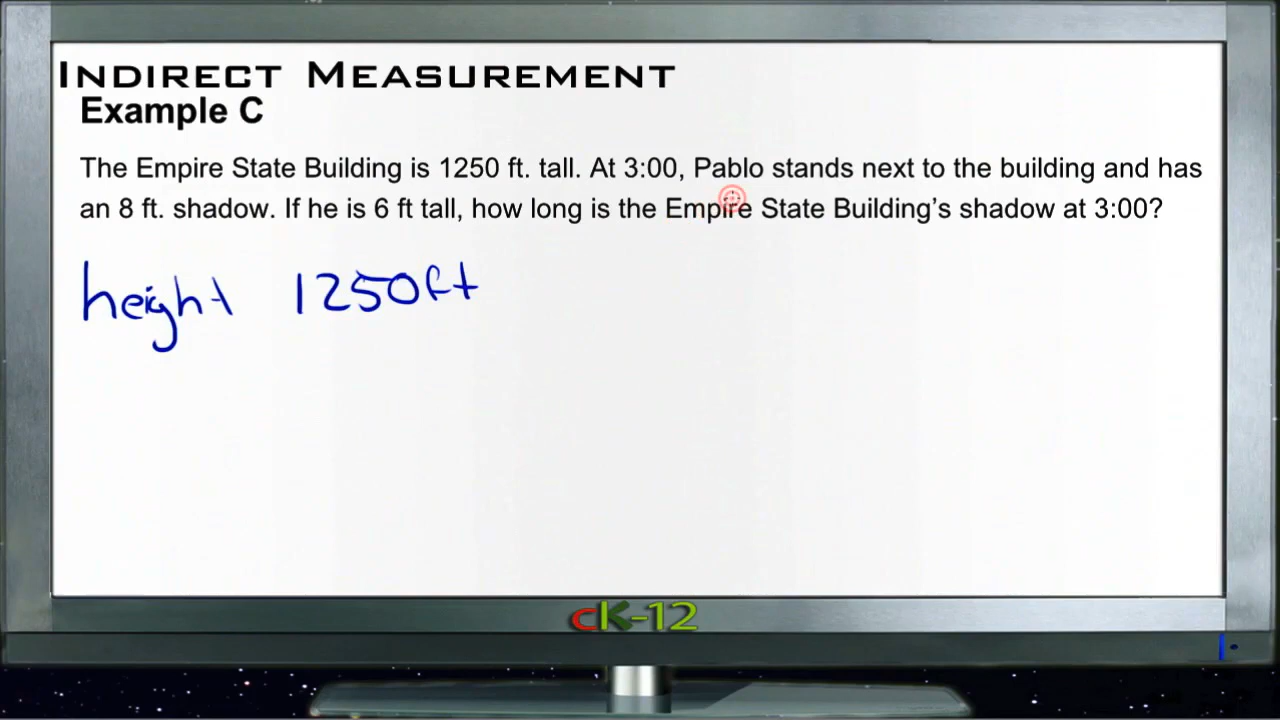 INDIRECT MEASUREMENT
Example C
The Empire State Building is 1250 ft. tall. At 3:00, Pablo stands next to the building and has
an 8 ft. shadow. If he is 6 ft tall, how long is the Empire State Building’s shadow at 3:00?
height 1250ft
cK-12